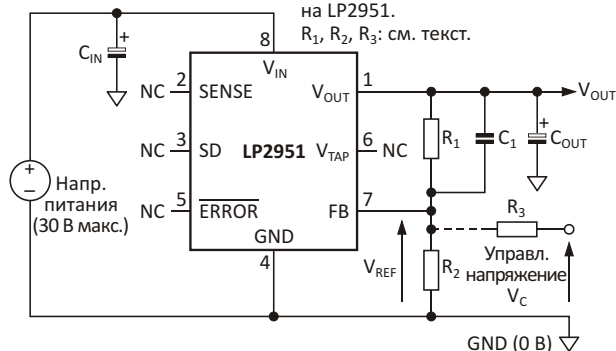 на LP2951.
R1, R2, R3: см. текст.
CIN
+
8
VIN
NC
2
SENSE
VOUT
1
VOUT
NC
3
SD
LP2951
VTAP
6
NC
R1
C1
+
COUT
+
–
Напр.
питания
(30 В макс.)
NC
5
ERROR
FB
7
GND
4
VREF
R2
R3
Управл.
напряжение
VC
GND (0 В)